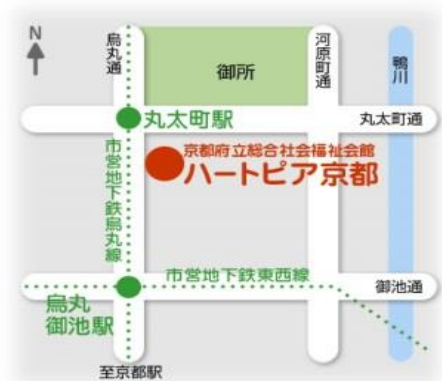 N
烏丸通
御所
河原町通
鴨川
丸太町駅
丸太町通
京都府立総合社会福祉会館
ハートピア京都
市営地下鉄烏丸線
市営地下鉄東西線
御池通
烏丸
御池駅
至京都駅